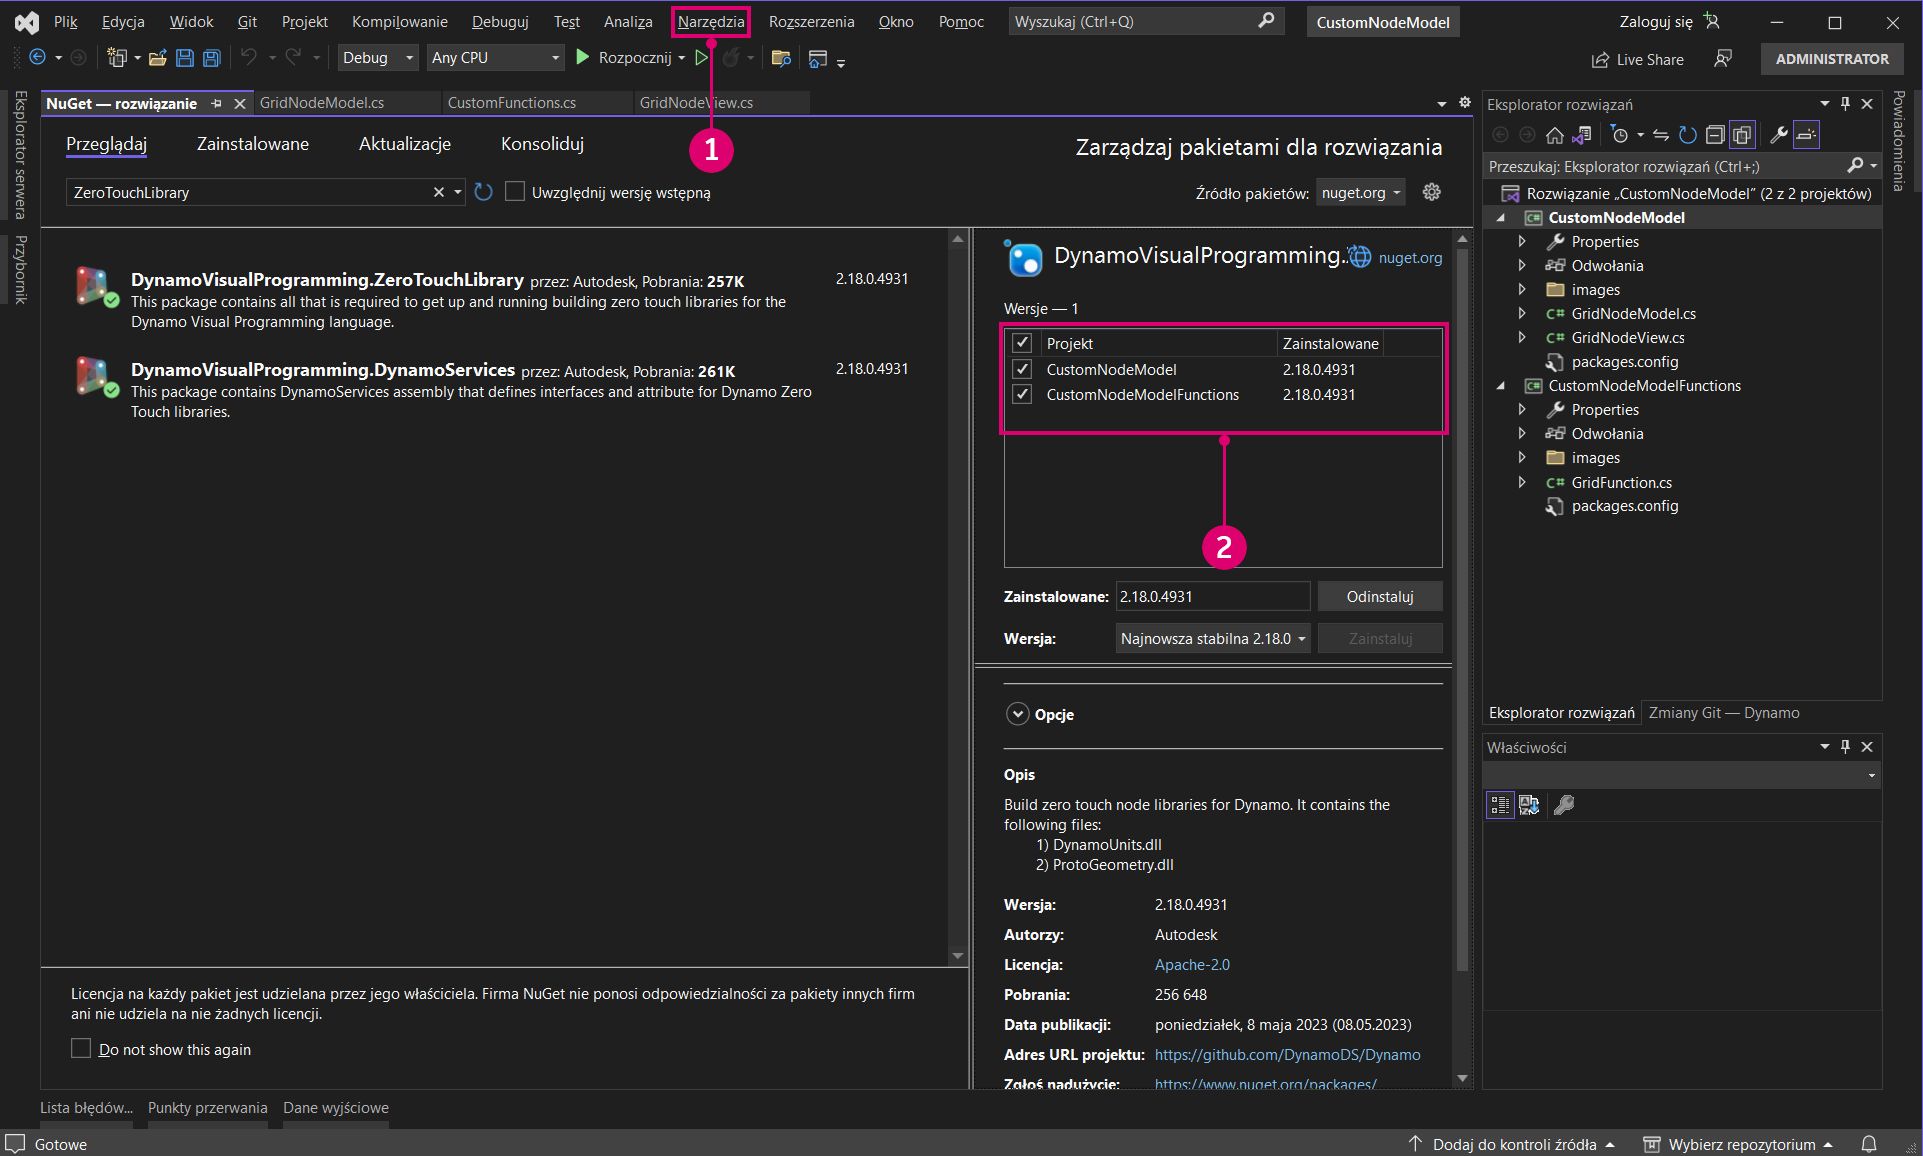 Plik Edycja Widok Git Projekt Kompilowanie Debuguj Test Analiza Narzędzia Rozszerzenia Okno Pomoc Wyszukaj (Ctrl+Q) CustomNodeModel Zaloguj się
Debug Any CPU Rozpocznij Live Share ADMINISTRATOR
Eksplorator serwera
Przybornik
NuGet — rozwiązanie GridNodeModel.cs CustomFunctions.cs GridNodeView.cs
Przeglądaj Zainstalowane Aktualizacje Konsoliduj
1
Zarządzaj pakietami dla rozwiązania
ZeroTouchLibrary Uwzględnij wersję wstępną
Źródło pakietów: nuget.org
DynamoVisualProgramming.ZeroTouchLibrary przez: Autodesk, Pobrania: 257K 2.18.0.4931
This package contains all that is required to get up and running building zero touch libraries for the
Dynamo Visual Programming language.
DynamoVisualProgramming.DynamoServices przez: Autodesk, Pobrania: 261K 2.18.0.4931
This package contains DynamoServices assembly that defines interfaces and attribute for Dynamo Zero
Touch libraries.
Licencja na każdy pakiet jest udzielana przez jego właściciela. Firma NuGet nie ponosi odpowiedzialności za pakiety innych firm
ani nie udziela na nie żadnych licencji.
Do not show this again
DynamoVisualProgramming. nuget.org
Wersje — 1
Projekt Zainstalowane
CustomNodeModel 2.18.0.4931
CustomNodeModelFunctions 2.18.0.4931
2
Zainstalowane: 2.18.0.4931 Odinstaluj
Wersja: Najnowsza stabilna 2.18.0 Zainstaluj
Opcje
Opis
Build zero touch node libraries for Dynamo. It contains the
following files:
1) DynamoUnits.dll
2) ProtoGeometry.dll
Wersja: 2.18.0.4931
Autorzy: Autodesk
Licencja: Apache-2.0
Pobrania: 256 648
Data publikacji: poniedziałek, 8 maja 2023 (08.05.2023)
Adres URL projektu: https://github.com/DynamoDS/Dynamo
Zgłoś nadużycie: https://www.nuget.org/packages/
Eksplorator rozwiązań
Przeszukaj: Eksplorator rozwiązań (Ctrl+;)
Rozwiązanie „CustomNodeModel” (2 z 2 projektów)
CustomNodeModel
Properties
Odwołania
images
GridNodeModel.cs
GridNodeView.cs
packages.config
CustomNodeModelFunctions
Properties
Odwołania
images
GridFunction.cs
packages.config
Eksplorator rozwiązań Zmiany Git — Dynamo
Właściwości
Powiadomienia
Lista błędów... Punkty przerwania Dane wyjściowe
Gotowe Dodaj do kontroli źródła Wybierz repozytorium